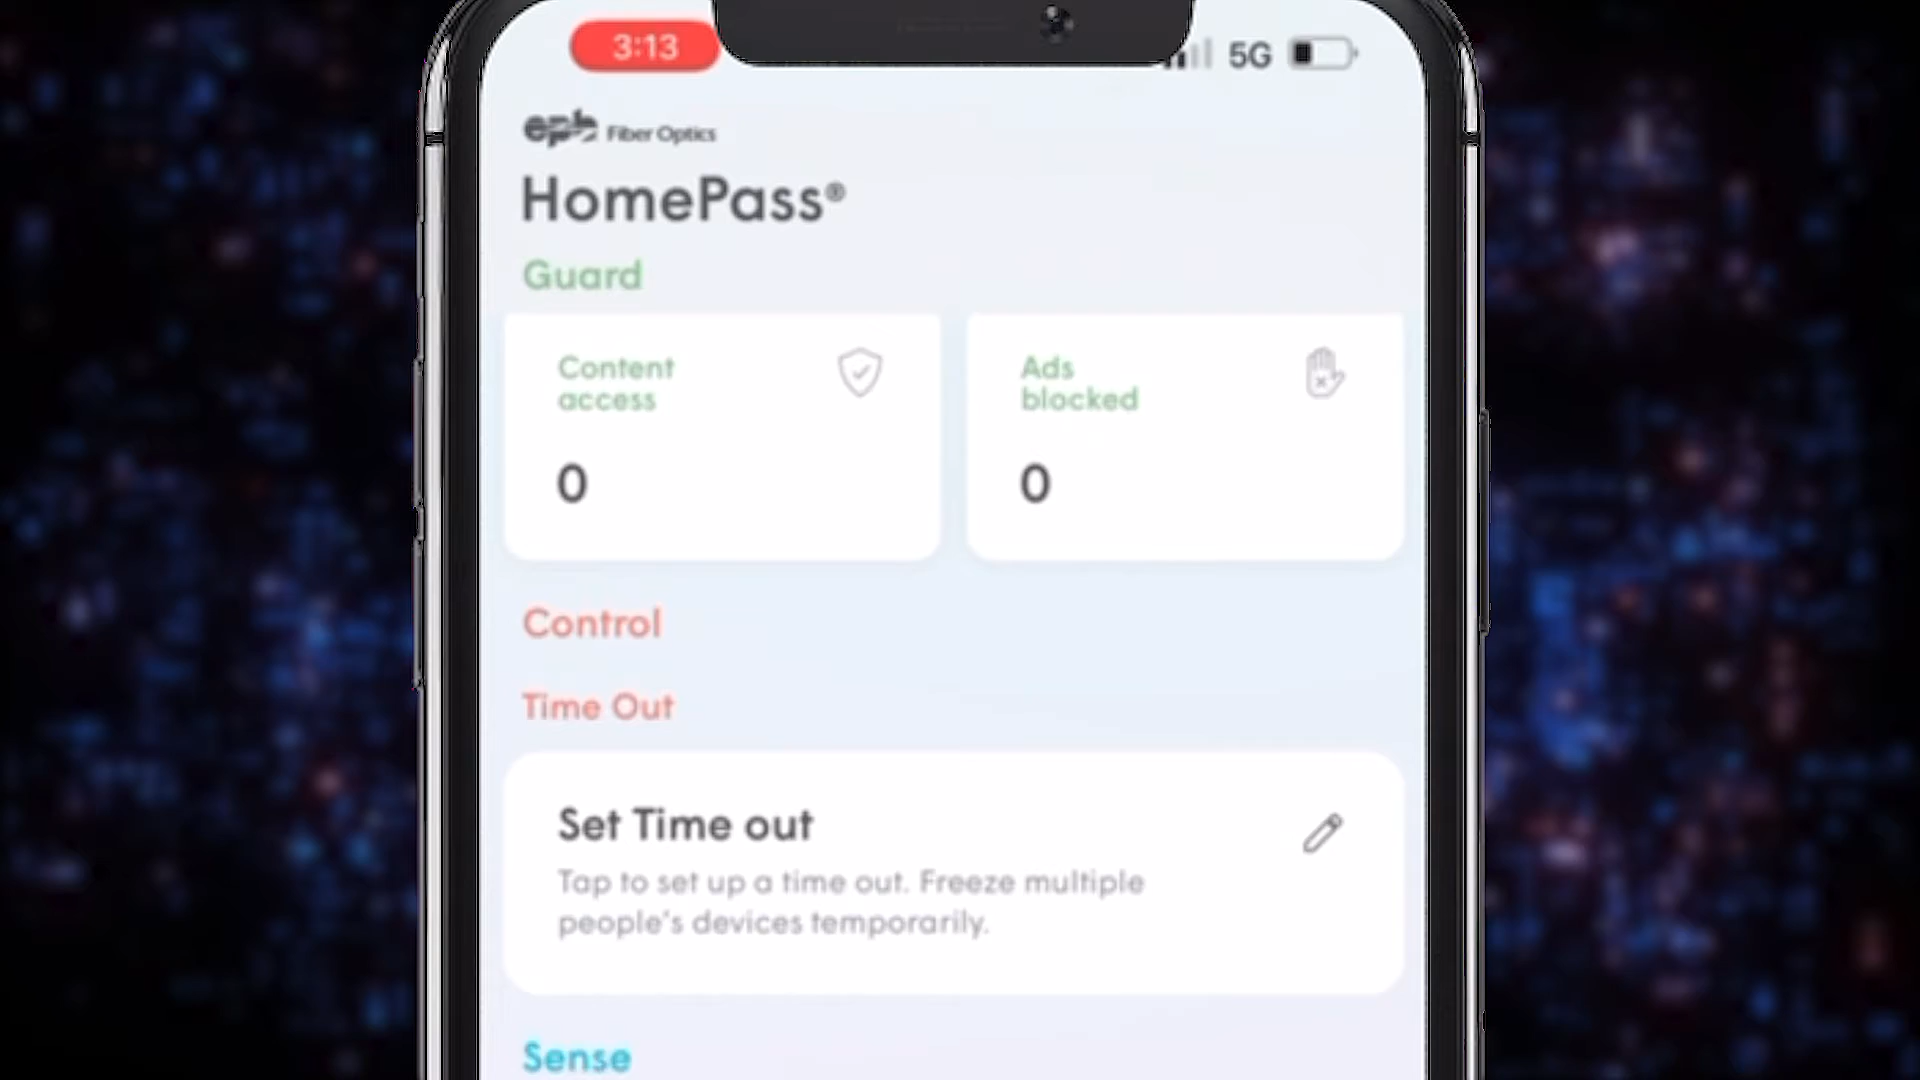 3:13
5G
epb Fiber Optics
HomePass®
Guard
Content
access
Ads
blocked
0
0
Control
Time Out
Set Time out
Tap to set up a time out. Freeze multiple
people's devices temporarily.
Sense